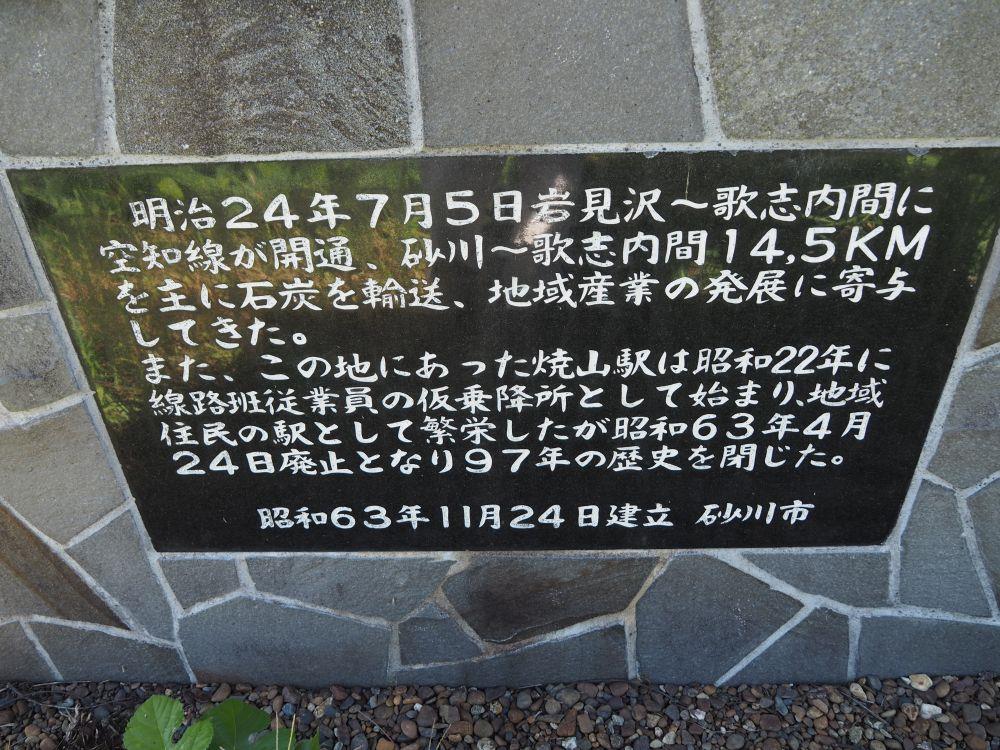 明治24年7月5日岩見沢～歌志内間に
空知線が開通、砂川～歌志内間14.5KM
を主に石炭を輸送、地域産業の発展に寄与
してきた。
また、この地にあった焼山駅は昭和22年に
線路班従業員の仮乗降所として始まり、地域
住民の駅として繁栄したが昭和63年4月
24日廃止となり97年の歴史を閉じた。
昭和63年11月24日建立 砂川市